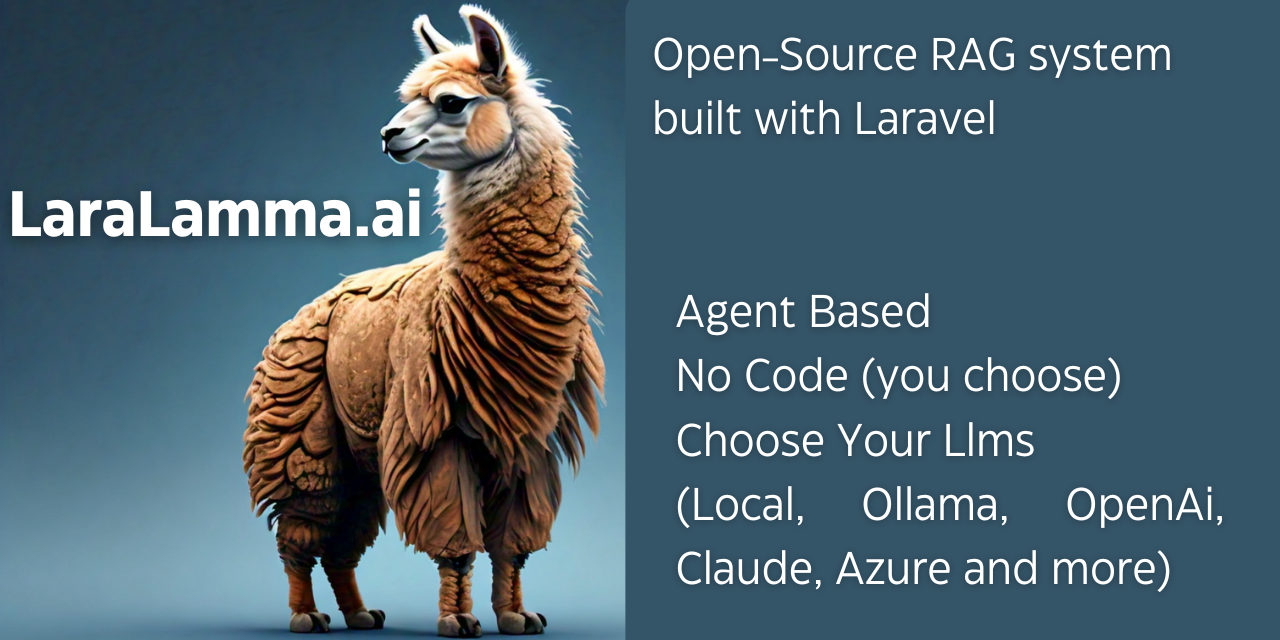 LaraLamma.ai
Open-Source RAG system
built with Laravel
Agent Based
No Code (you choose)
Choose Your Llms
(Local, Ollama, OpenAi,
Claude, Azure and more)